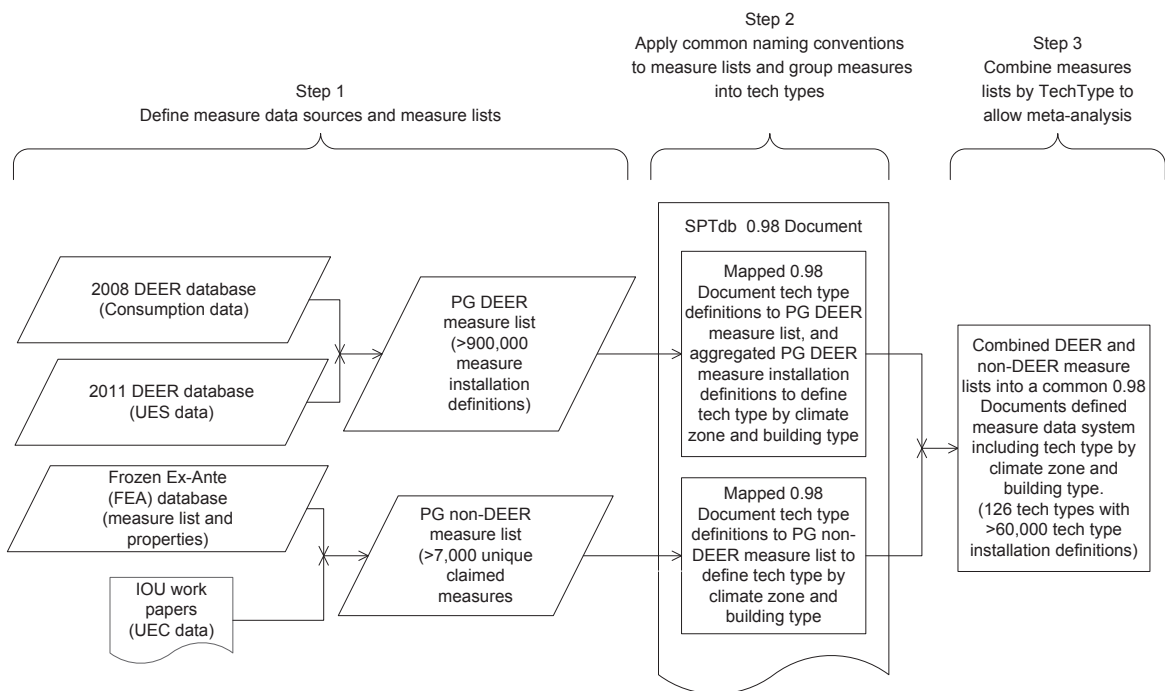 Step 1
Define measure data sources and measure lists
Step 2
Apply common naming conventions
to measure lists and group measures
into tech types
Step 3
Combine measures
lists by TechType to
allow meta-analysis
2008 DEER database
(Consumption data)
2011 DEER database
(UES data)
Frozen Ex-Ante
(FEA) database
(measure list and
properties)
IOU work
papers
(UEC data)
PG DEER
measure list
(>900,000
measure
installation
definitions)
PG non-DEER
measure list
(>7,000 unique
claimed
measures
SPTdb  0.98 Document
Mapped 0.98
Document tech type
definitions to PG DEER
measure list, and
aggregated PG DEER
measure installation
definitions to define
tech type by climate
zone and building type
Mapped 0.98
Document tech type
definitions to PG non-
DEER measure list to
define tech type by
climate zone and
building type
Combined DEER and
non-DEER measure
lists into a common 0.98
Documents defined
measure data system
including tech type by
climate zone and
building type.
(126 tech types with
>60,000 tech type
installation definitions)